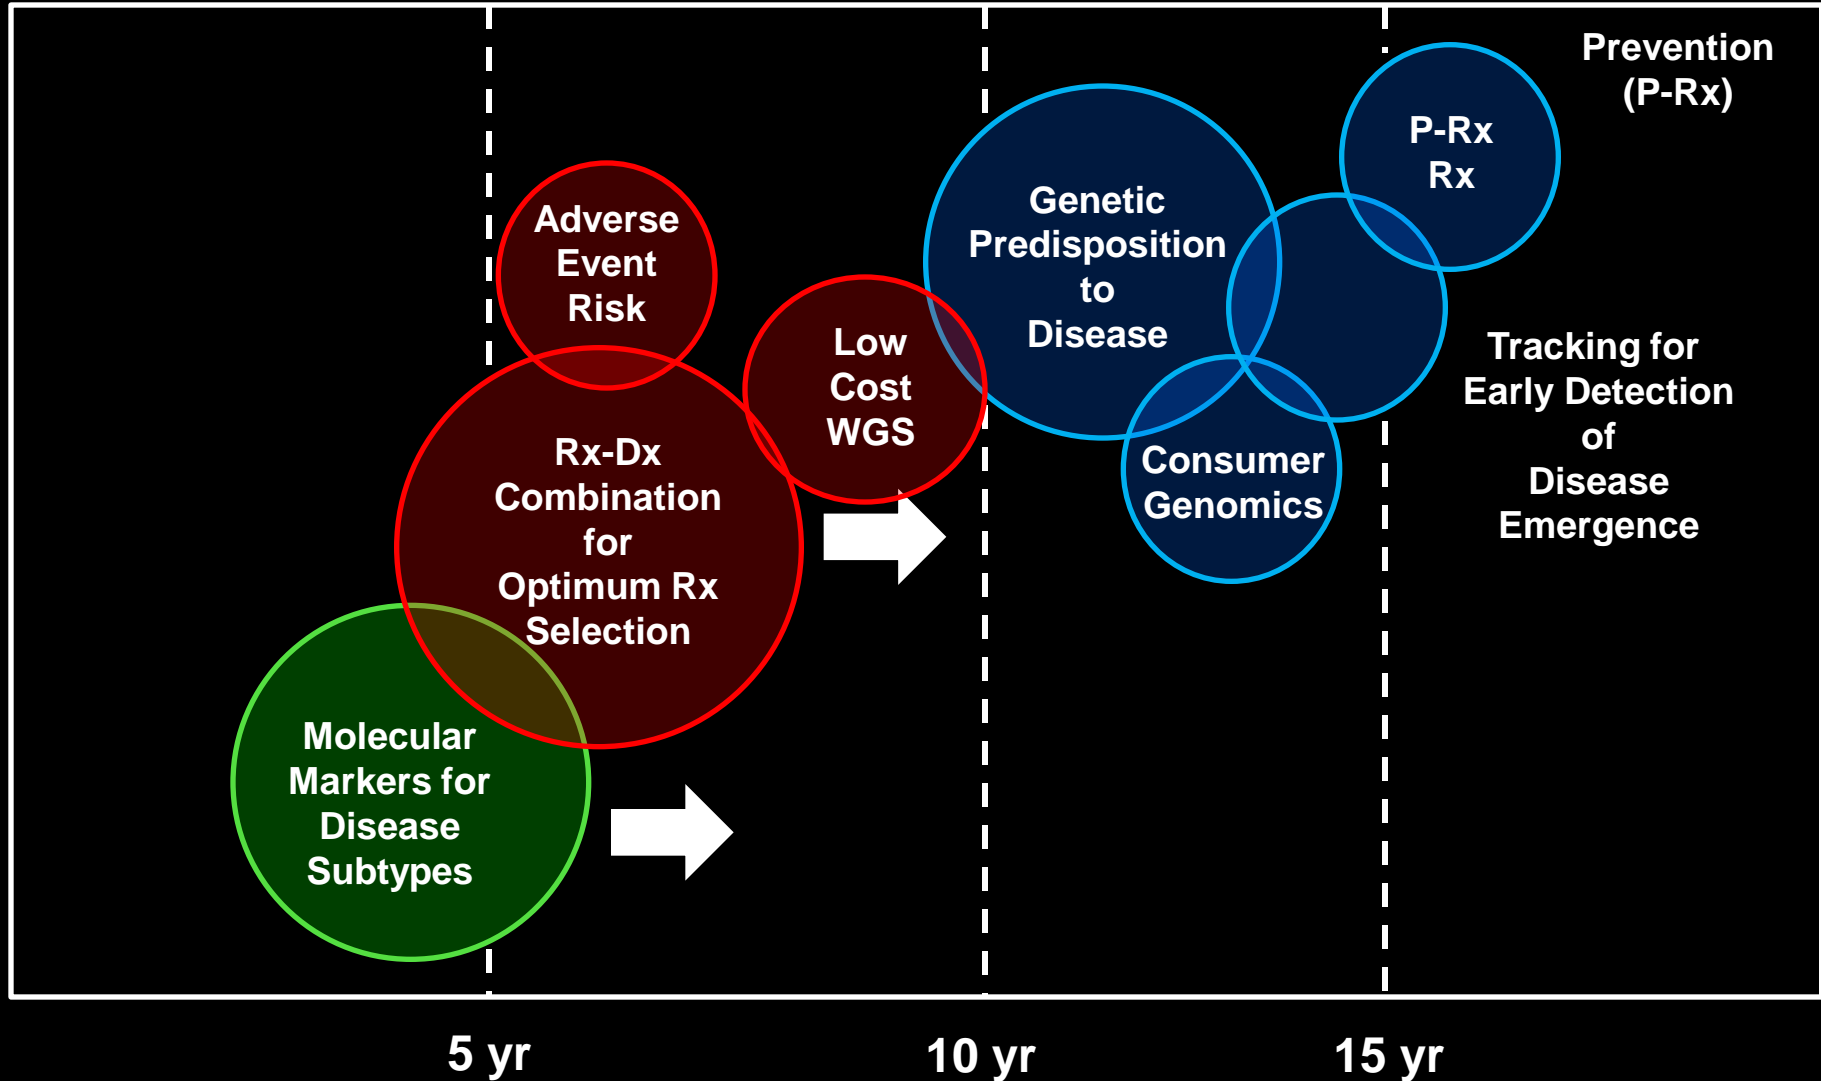 Prevention
(P-Rx)
P-Rx
Rx
Genetic
Predisposition
to
Disease
Adverse
Event
Risk
Low
Cost
WGS
Tracking for
Early Detection
of
Disease
Emergence
Consumer
Genomics
Rx-Dx
Combination
for
Optimum Rx
Selection
Molecular
Markers for
Disease
Subtypes
5 yr
10 yr
15 yr